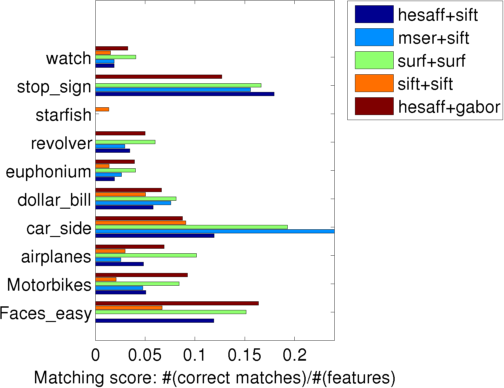 watch
stop_sign
starfish
revolver
euphonium
dollar_bill
car_side
airplanes
Motorbikes
Faces_easy
0 0.05 0.1 0.15 0.2
Matching score: #(correct matches)/#(features)
hesaff+sift
mser+sift
surf+surf
sift+sift
hesaff+gabor